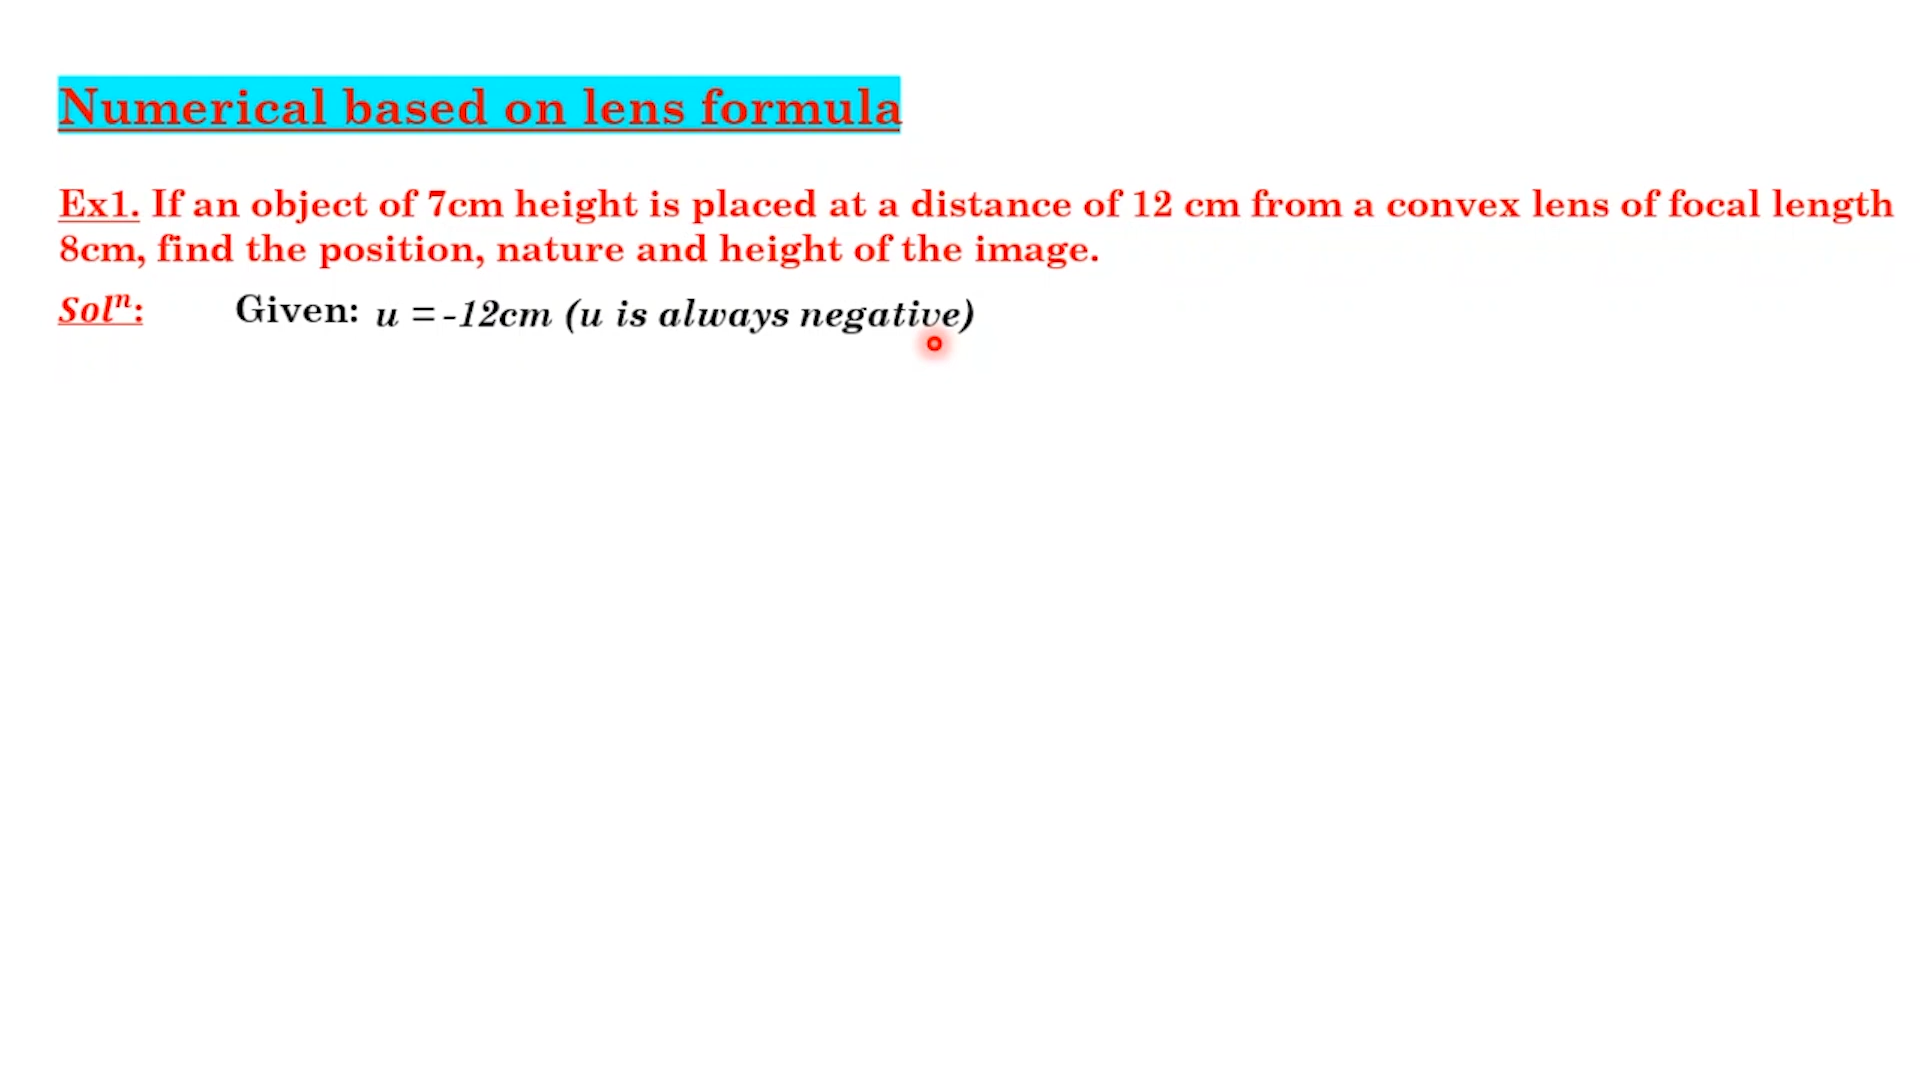 Numerical based on lens formula
Ex1. If an object of 7cm height is placed at a distance of 12 cm from a convex lens of focal length
8cm, find the position, nature and height of the image.
Solⁿ: Given: u = -12cm (u is always negative)